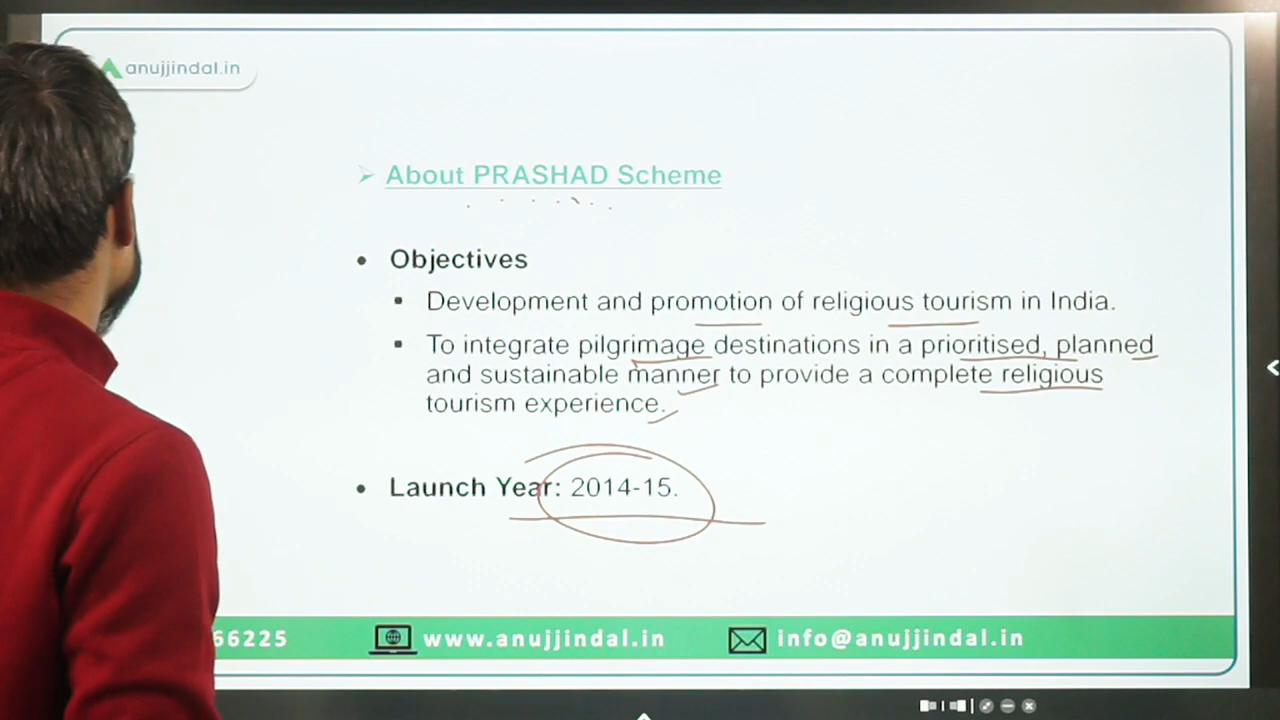 anujjindal.in
About PRASHAD Scheme
Objectives
Development and promotion of religious tourism in India.
To integrate pilgrimage destinations in a prioritised, planned
and sustainable manner to provide a complete religious
tourism experience.
Launch Year: 2014-15.
66225 www.anujjindal.in info@anujjindal.in